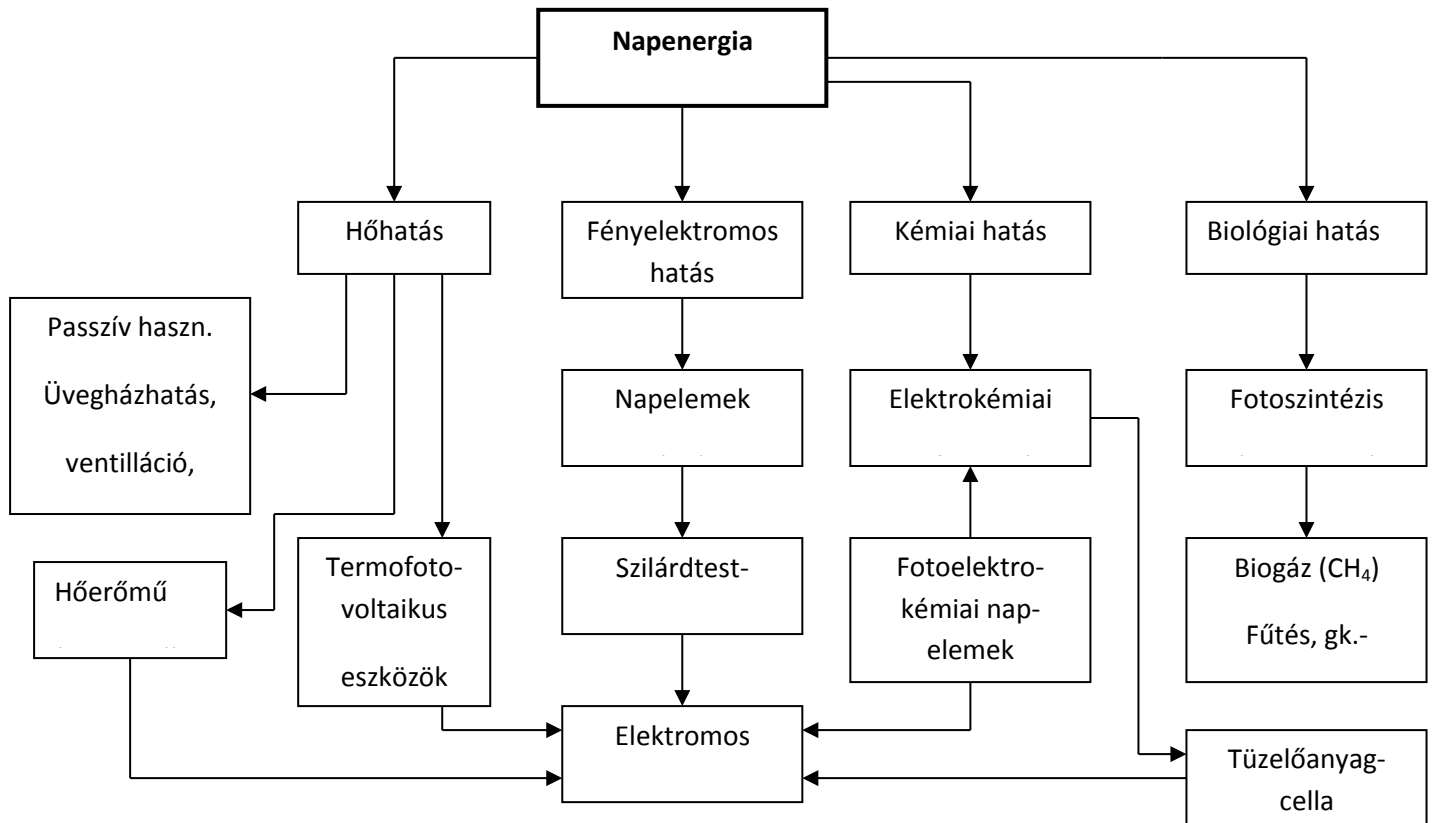 Napenergia
Hőhatás
Fényelektromos
hatás
Kémiai hatás
Biológiai hatás
Passzív haszn.
Üvegházhatás,
ventilláció,
Napelemek
Elektrokémiai
Fotoszintézis
Hőerőmű
Termofoto-
voltaikus
eszközök
Szilárdtest-
Fotoelektro-
kémiai nap-
elemek
Biogáz (CH₄)
Fűtés, gk.-
Elektromos
Tüzelőanyag-
cella